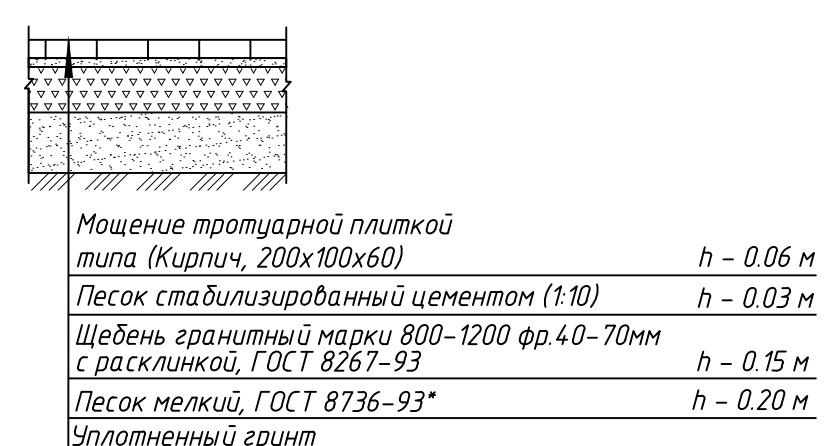 Мощение тротуарной плиткой
типа (Кирпич, 200х100х60) h – 0.06 м
Песок стабилизированный цементом (1:10) h – 0.03 м
Щебень гранитный марки 800–1200 фр.40–70мм
с расклинкой, ГОСТ 8267–93 h – 0.15 м
Песок мелкий, ГОСТ 8736–93* h – 0.20 м
Уплотненный грунт